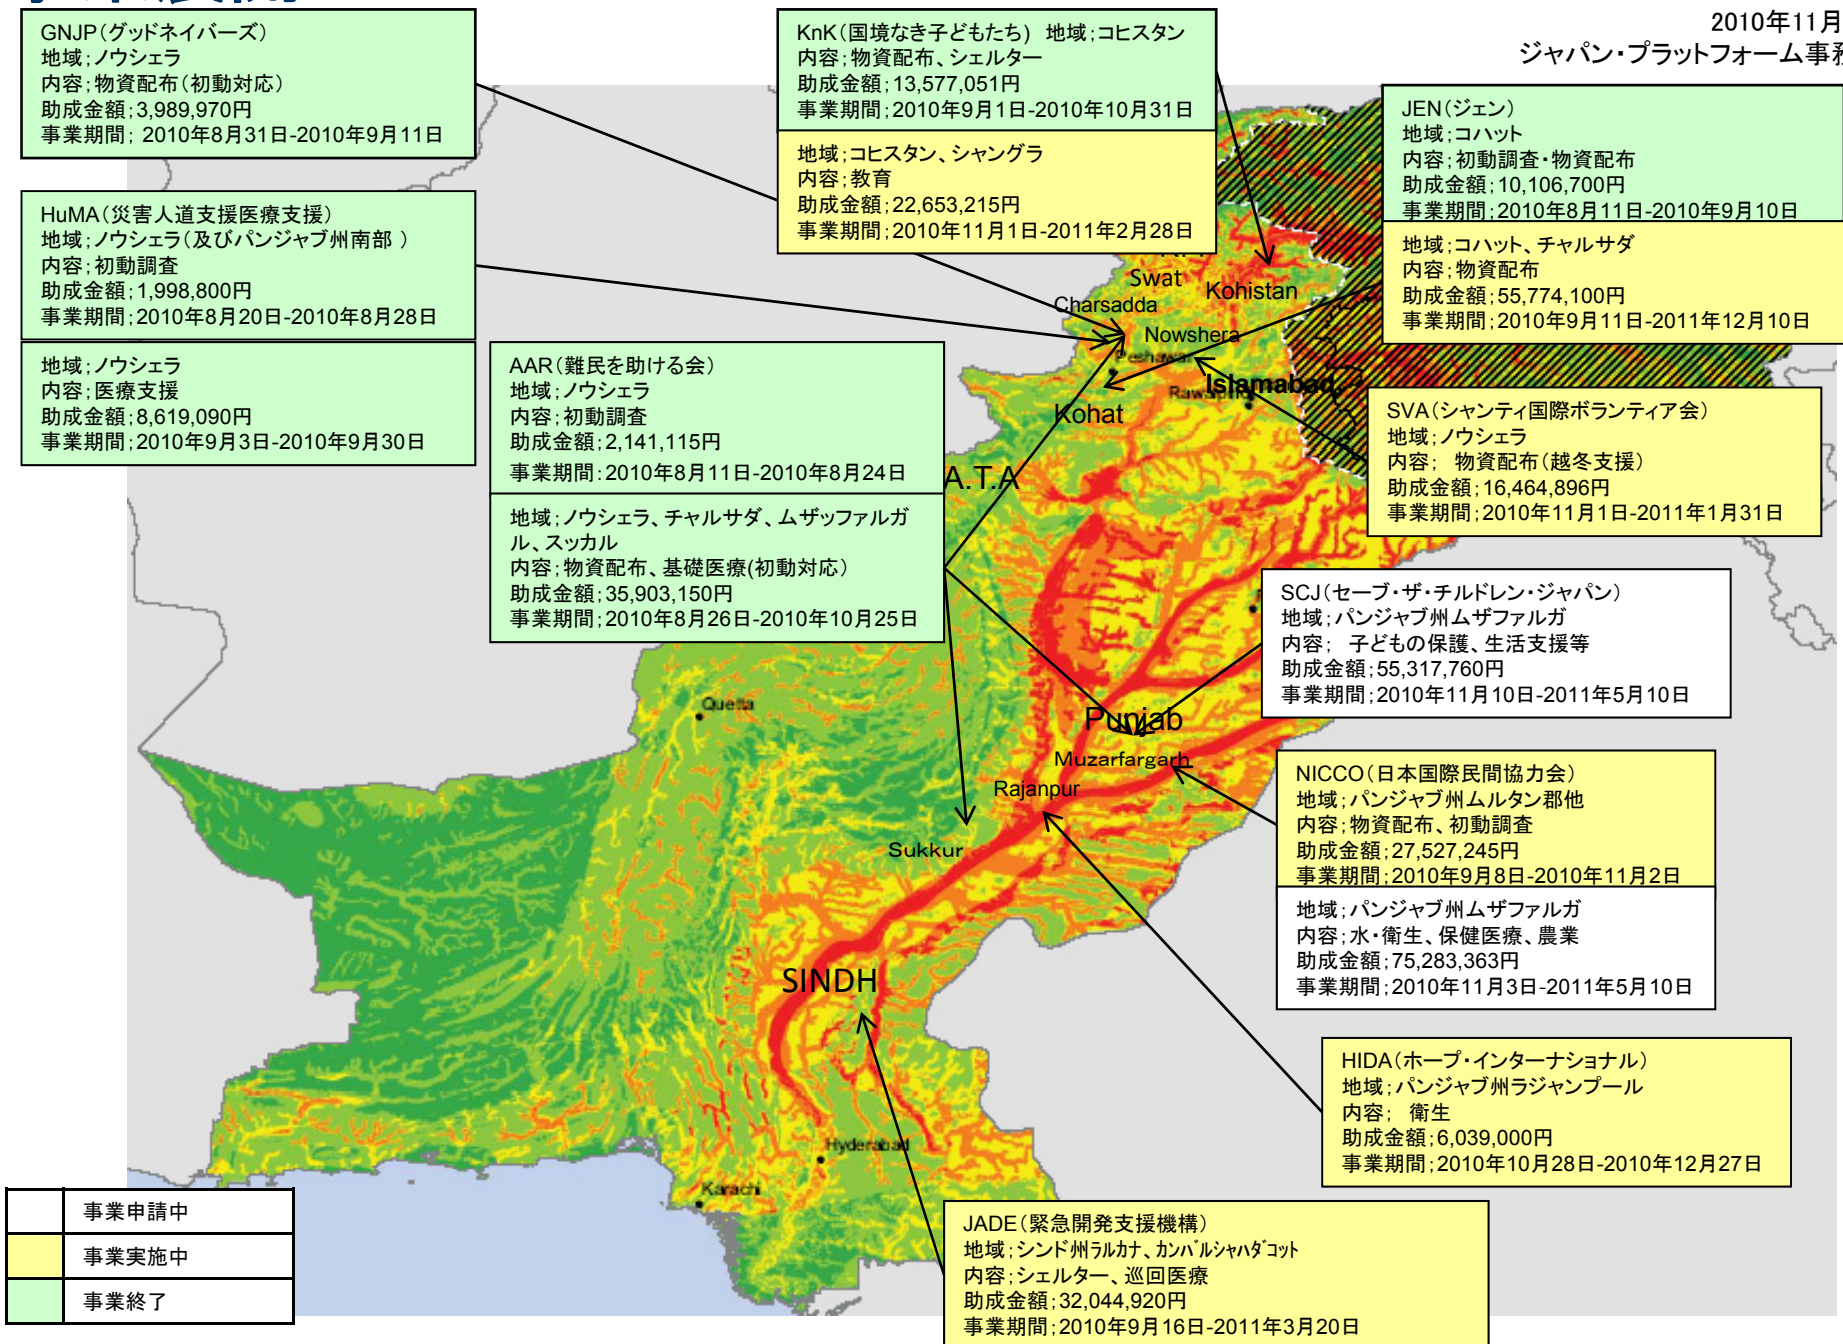 2010年11月
ジャパン・プラットフォーム事務
GNJP(グッドネイバーズ)
地域;ノウシェラ
内容;物資配布(初動対応)
助成金額;3,989,970円
事業期間; 2010年8月31日-2010年9月11日
KnK(国境なき子どもたち) 地域;コヒスタン
内容;物資配布、シェルター
助成金額;13,577,051円
事業期間;2010年9月1日-2010年10月31日
地域;コヒスタン、シャングラ
内容;教育
助成金額;22,653,215円
事業期間;2010年11月1日-2011年2月28日
JEN(ジェン)
地域;コハット
内容;初動調査・物資配布
助成金額;10,106,700円
事業期間;2010年8月11日-2010年9月10日
地域;コハット、チャルサダ
内容;物資配布
助成金額;55,774,100円
事業期間;2010年9月11日-2011年12月10日
HuMA(災害人道支援医療支援)
地域;ノウシェラ(及びパンジャブ州南部 )
内容;初動調査
助成金額;1,998,800円
事業期間;2010年8月20日-2010年8月28日
地域;ノウシェラ
内容;医療支援
助成金額;8,619,090円
事業期間;2010年9月3日-2010年9月30日
AAR(難民を助ける会)
地域;ノウシェラ
内容;初動調査
助成金額;2,141,115円
事業期間:2010年8月11日-2010年8月24日
地域;ノウシェラ、チャルサダ、ムザッファルガ
ル、スッカル
内容;物資配布、基礎医療(初動対応)
助成金額;35,903,150円
事業期間;2010年8月26日-2010年10月25日
Swat
Kohistan
Charsadda
Nowshera
Peshawar
Islamabad
Kohat
A.T.A
SVA(シャンティ国際ボランティア会)
地域;ノウシェラ
内容; 物資配布(越冬支援)
助成金額;16,464,896円
事業期間;2010年11月1日-2011年1月31日
SCJ(セーブ・ザ・チルドレン・ジャパン)
地域;パンジャブ州ムザファルガ
内容; 子どもの保護、生活支援等
助成金額;55,317,760円
事業期間;2010年11月10日-2011年5月10日
Quetta
Punjab
Muzarfargarh
Rajanpur
Sukkur
NICCO(日本国際民間協力会)
地域;パンジャブ州ムルタン郡他
内容;物資配布、初動調査
助成金額;27,527,245円
事業期間;2010年9月8日-2010年11月2日
地域;パンジャブ州ムザファルガ
内容;水・衛生、保健医療、農業
助成金額;75,283,363円
事業期間;2010年11月3日-2011年5月10日
SINDH
HIDA(ホープ・インターナショナル)
地域;パンジャブ州ラジャンプール
内容; 衛生
助成金額;6,039,000円
事業期間;2010年10月28日-2010年12月27日
Hyderabad
Karachi
JADE(緊急開発支援機構)
地域;シンド州ラルカナ、カンバルシャハダコット
内容;シェルター、巡回医療
助成金額;32,044,920円
事業期間;2010年9月16日-2011年3月20日
事業申請中
事業実施中
事業終了